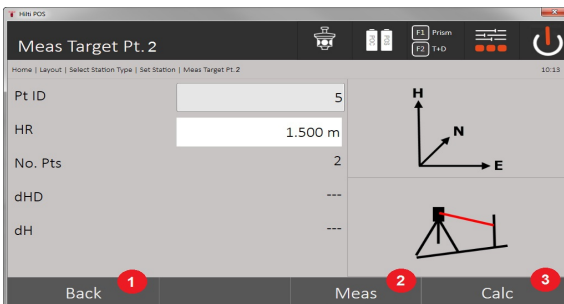 Hilti POS
Meas Target Pt. 2
POC
POS
F1 Prism
F2 T+D
Home | Layout | Select Station Type | Set Station | Meas Target Pt. 2
10:13
Pt ID 5
HR 1.500 m
No. Pts 2
dHD ---
dH ---
H
N
E
1
2
3
Back
Meas
Calc